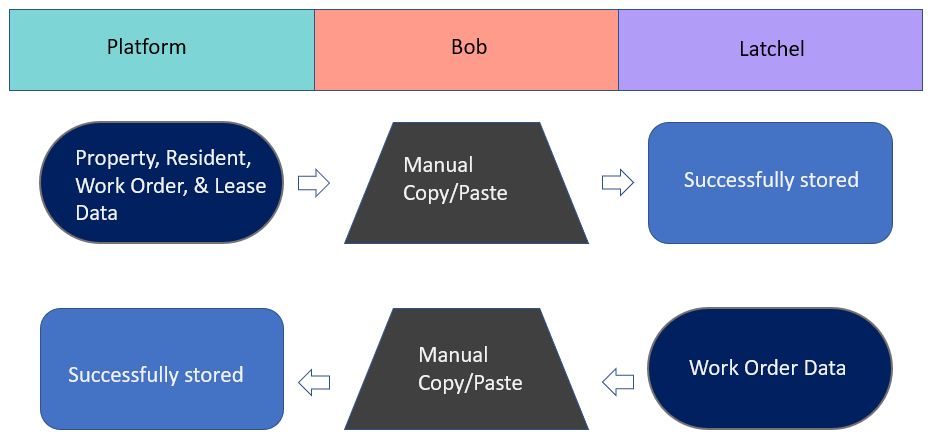 Platform
Bob
Latchel
Property, Resident,
Work Order, & Lease
Data
Manual
Copy/Paste
Successfully stored
Successfully stored
Manual
Copy/Paste
Work Order Data